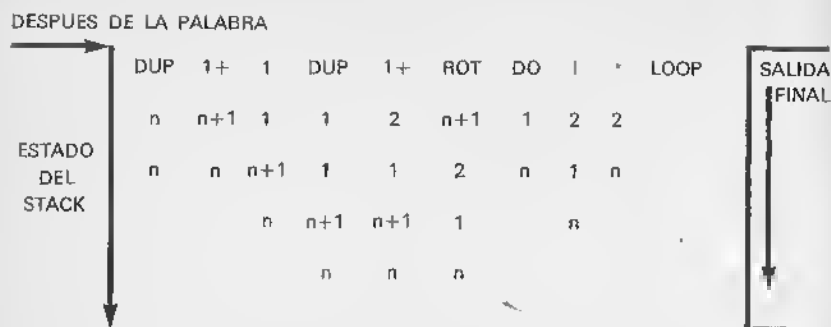 DESPUES DE LA PALABRA
DUP 1+ 1 DUP 1+ ROT DO I * LOOP SALIDA
FINAL
n n+1 1 1 2 n+1 1 2 2
ESTADO
DEL
STACK
n n n+1 1 1 2 n 1 n
n n+1 n+1 1 n
n n n